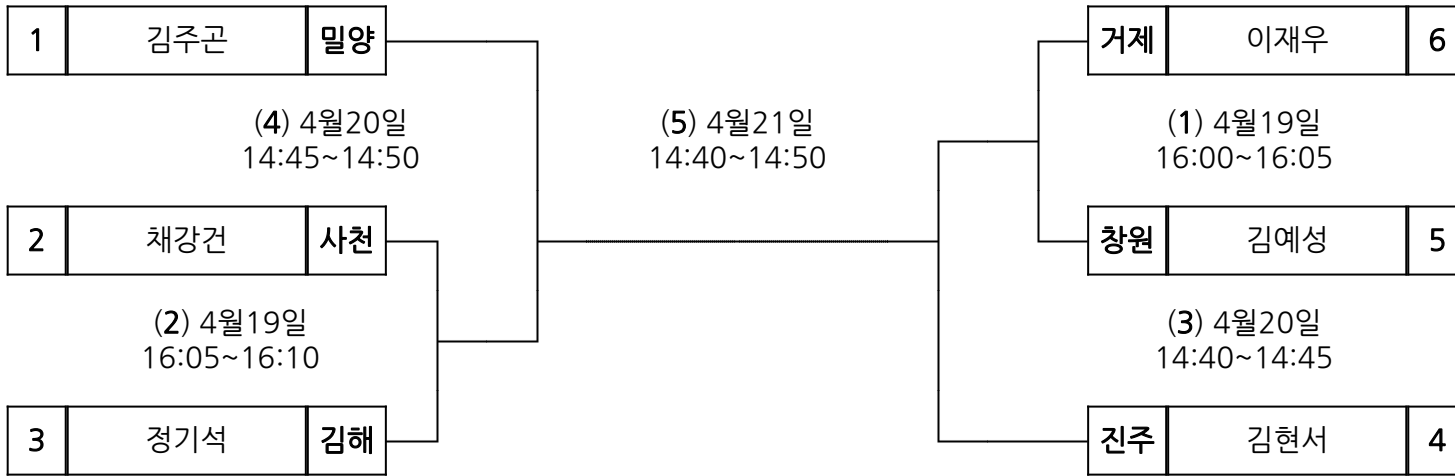 1 김주곤 밀양
거제 이재우 6
(4) 4월20일
14:45~14:50
(5) 4월21일
14:40~14:50
(1) 4월19일
16:00~16:05
2 채강건 사천
창원 김예성 5
(2) 4월19일
16:05~16:10
(3) 4월20일
14:40~14:45
3 정기석 김해
진주 김현서 4